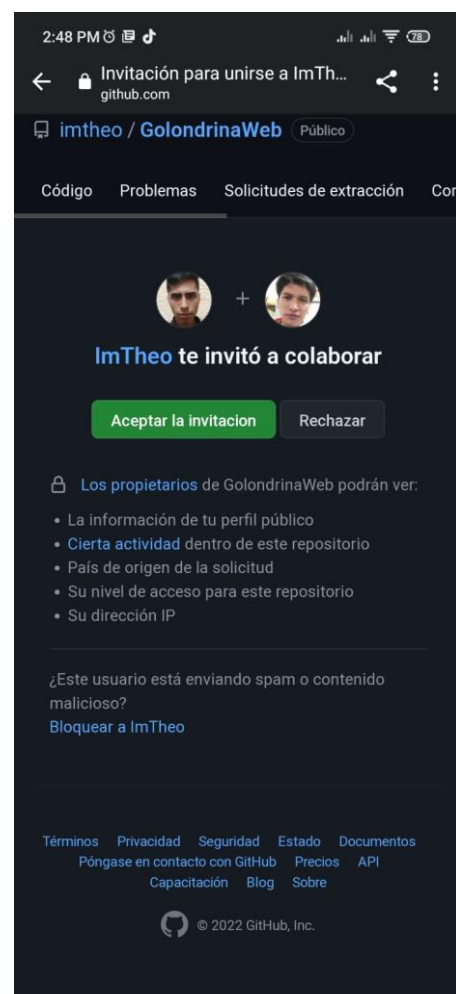 2:48 PM
78
Invitación para unirse a ImTh...
github.com
imtheo / GolondrinaWeb Público
Código Problemas Solicitudes de extracción Cor
+
ImTheo te invitó a colaborar
Aceptar la invitacion Rechazar
Los propietarios de GolondrinaWeb podrán ver:
• La información de tu perfil público
• Cierta actividad dentro de este repositorio
• País de origen de la solicitud
• Su nivel de acceso para este repositorio
• Su dirección IP
¿Este usuario está enviando spam o contenido
malicioso?
Bloquear a ImTheo
Términos Privacidad Seguridad Estado Documentos
Póngase en contacto con GitHub Precios API
Capacitación Blog Sobre
© 2022 GitHub, Inc.